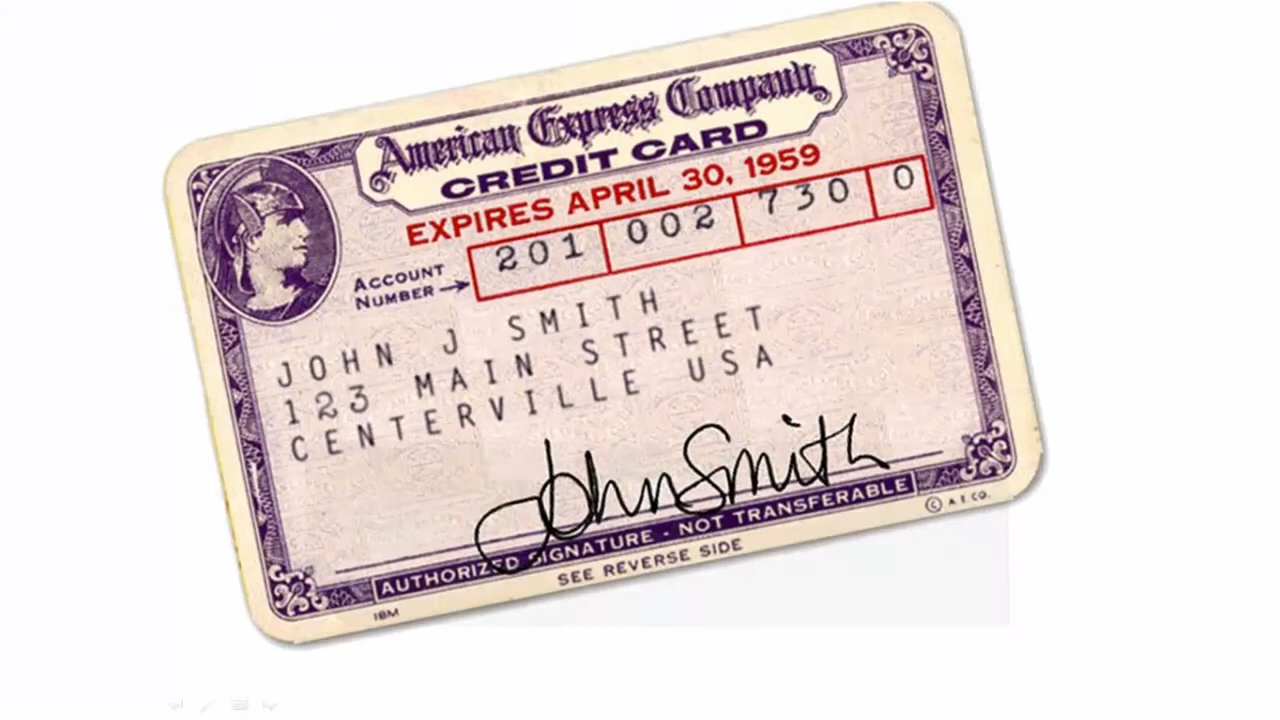 American Express Company
CREDIT CARD
EXPIRES APRIL 30, 1959
ACCOUNT NUMBER → 201 002 730 0
JOHN J SMITH
123 MAIN STREET
CENTERVILLE USA
John Smith
AUTHORIZED SIGNATURE - NOT TRANSFERABLE
SEE REVERSE SIDE
© A. E. CO.
IBM